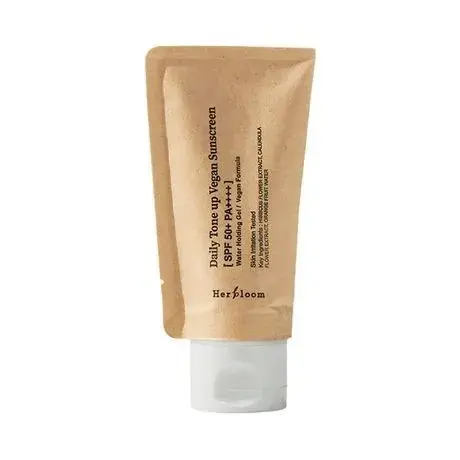 Daily Tone up Vegan Sunscreen
[ SPF 50+ PA++++ ]
Water Holding Gel / Vegan Formula
Skin Irritation Tested
Key Ingredients : HIBISCUS FLOWER EXTRACT, CALENDULA
FLOWER EXTRACT, ORANGE FRUIT WATER
Herbloom